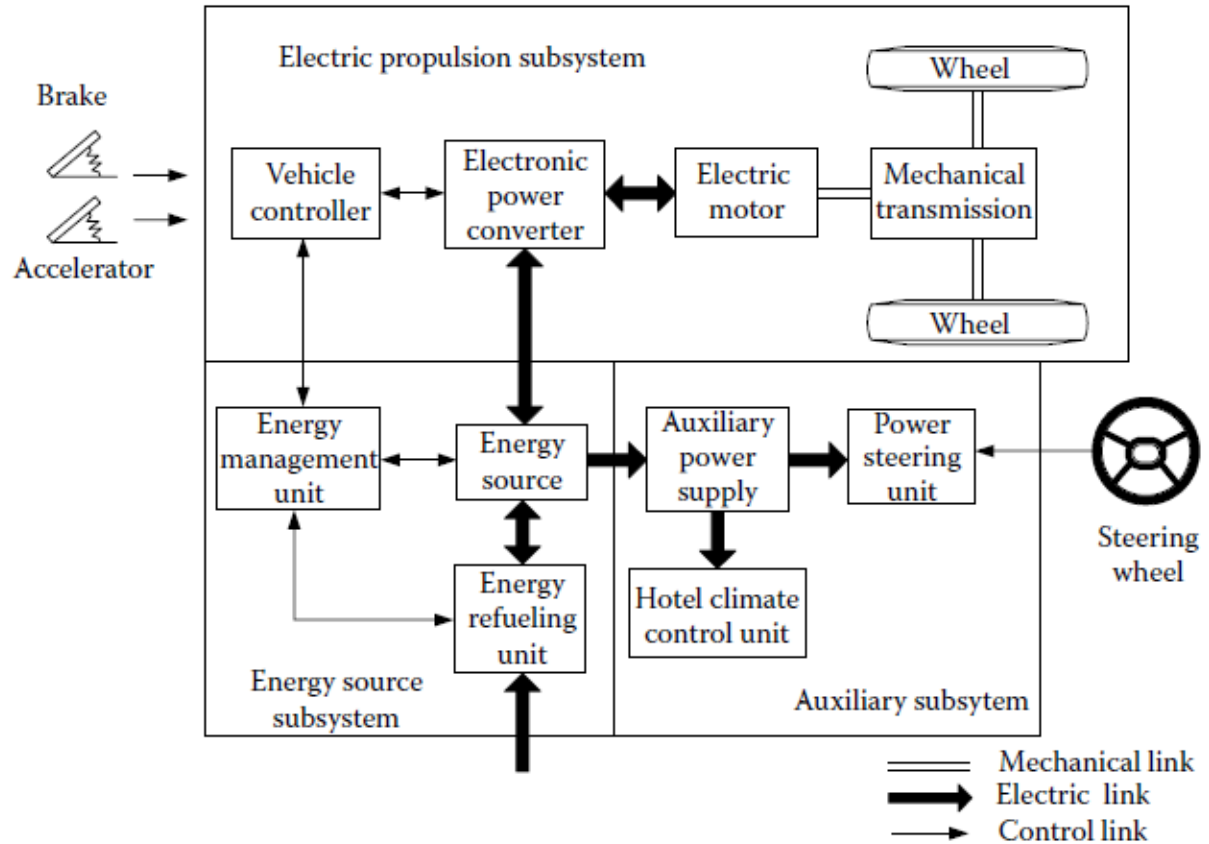 Electric propulsion subsystem
Wheel
Brake
Vehicle
controller
Electronic
power
converter
Electric
motor
Mechanical
transmission
Accelerator
Wheel
Energy
management
unit
Energy
source
Auxiliary
power
supply
Power
steering
unit
Steering
wheel
Energy
refueling
unit
Hotel climate
control unit
Energy source
subsystem
Auxiliary subsytem
Mechanical link
Electric link
Control link